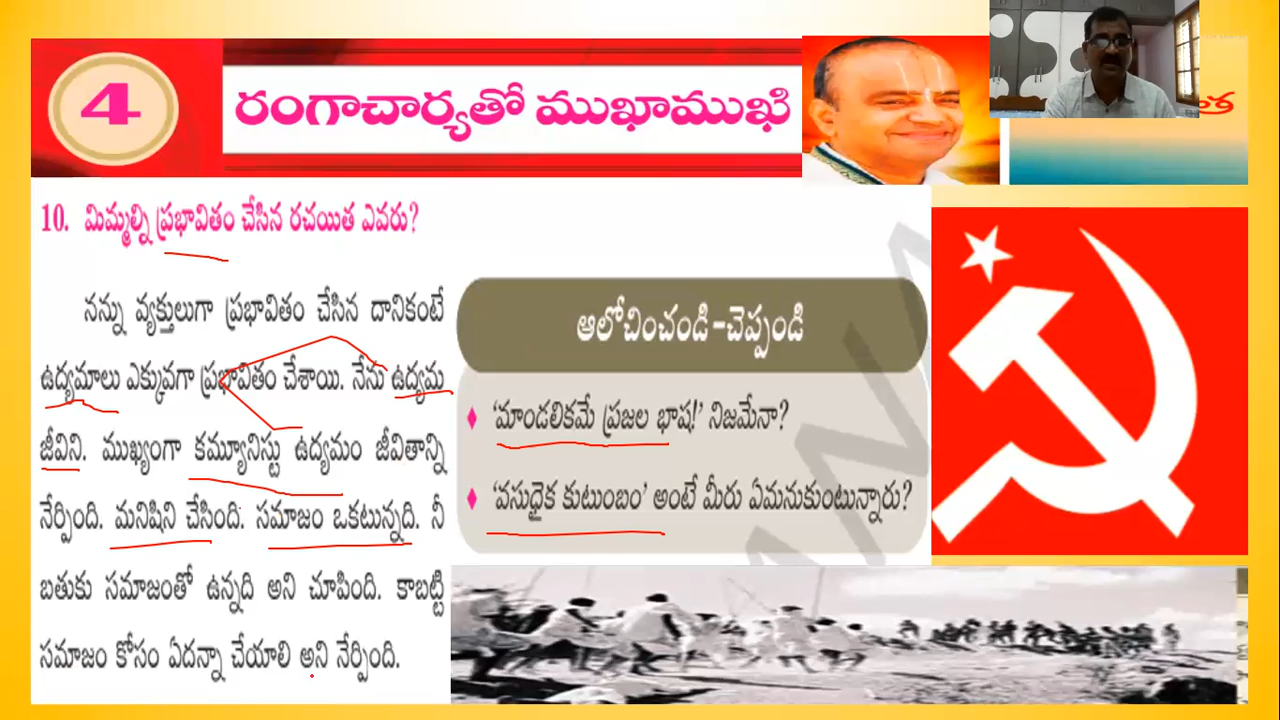 4
రంగాచార్యతో ముఖాముఖి
10. మిమ్మల్ని ప్రభావితం చేసిన రచయిత ఎవరు?
నన్ను వ్యక్తులుగా ప్రభావితం చేసిన దానికంటే
ఉద్యమాలు ఎక్కువగా ప్రభావితం చేశాయి. నేను ఉద్యమ
జీవిని. ముఖ్యంగా కమ్యూనిస్టు ఉద్యమం జీవితాన్ని
నేర్పింది. మనిషిని చేసింది. సమాజం ఒకటున్నది. నీ
బతుకు సమాజంతో ఉన్నది అని చూపింది. కాబట్టి
సమాజం కోసం ఏదన్నా చేయాలి అని నేర్పింది.
ఆలోచించండి-చెప్పండి
♦ 'మాండలికమే ప్రజల భాష!' నిజమేనా?
♦ 'వసుధైక కుటుంబం' అంటే మీరు ఏమనుకుంటున్నారు?